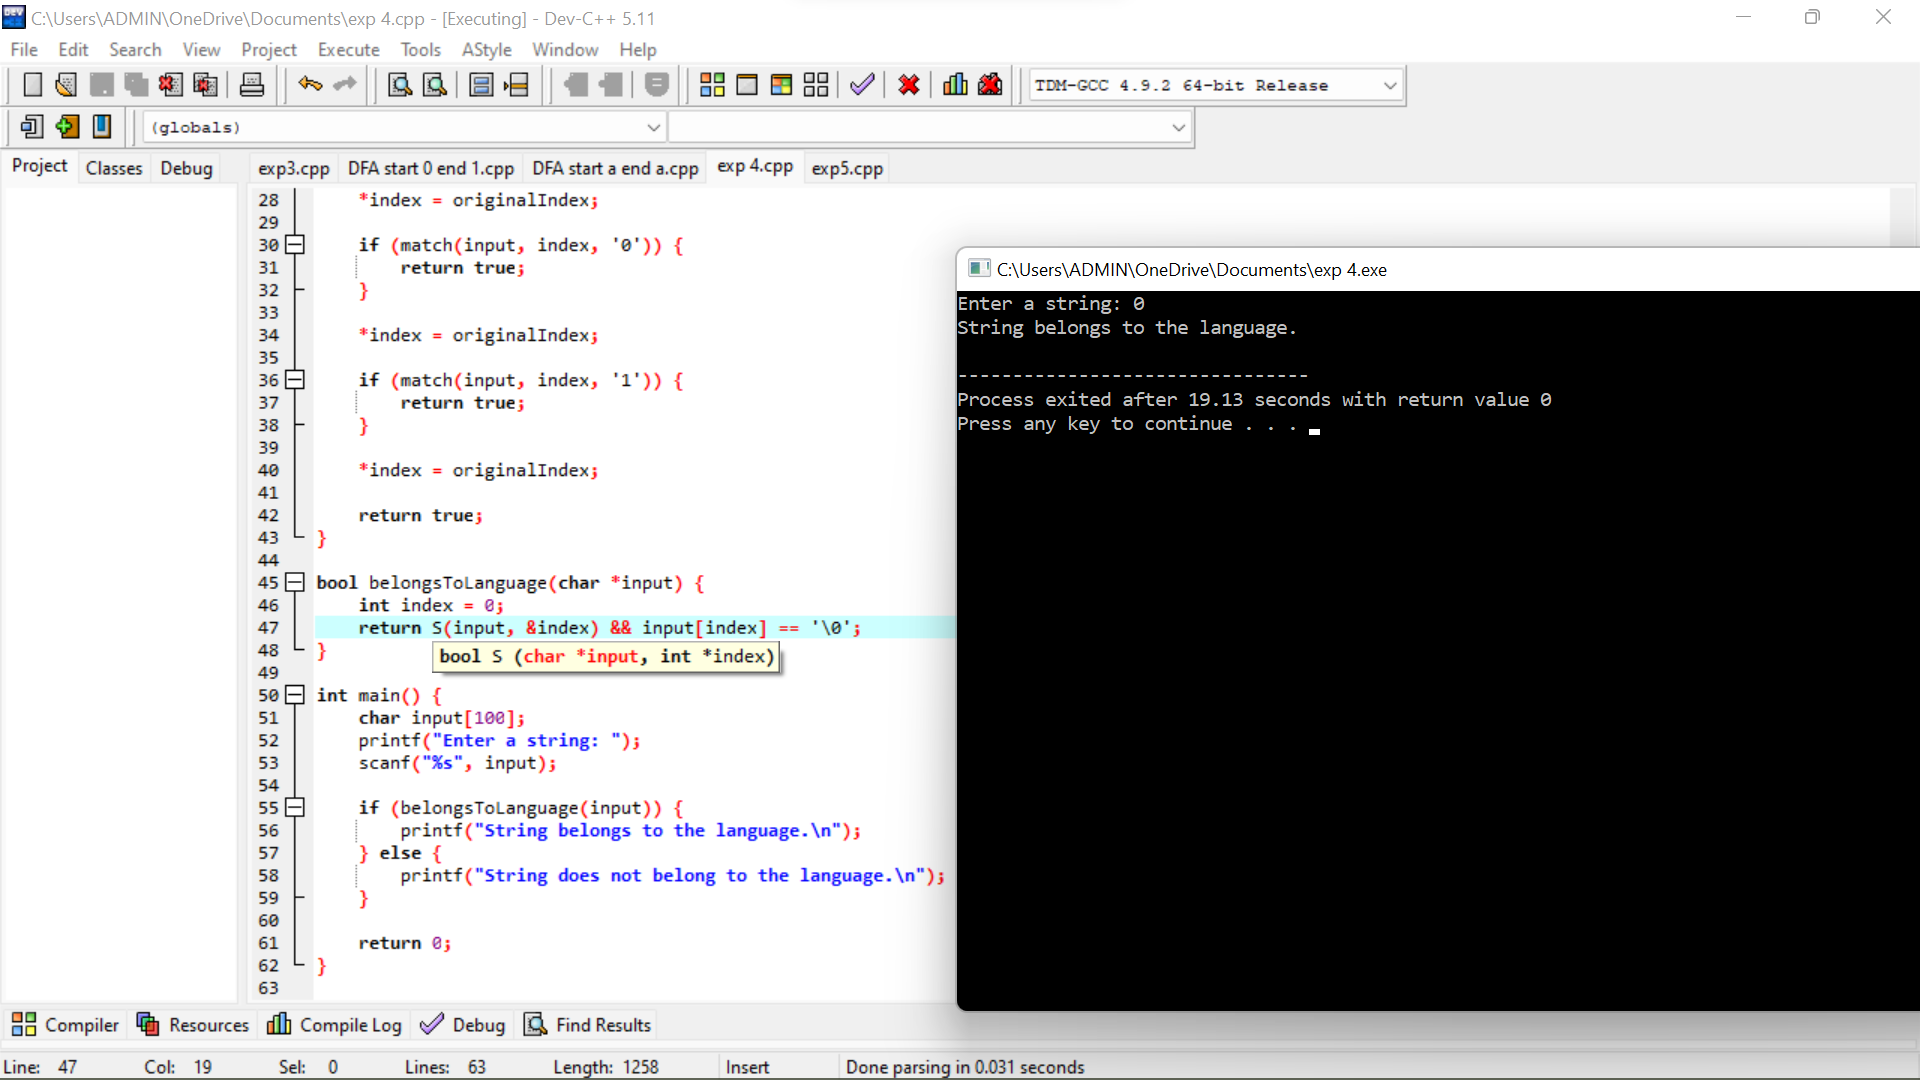 C:\Users\ADMIN\OneDrive\Documents\exp 4.cpp - [Executing] - Dev-C++ 5.11
File Edit Search View Project Execute Tools AStyle Window Help
TDM-GCC 4.9.2 64-bit Release
(globals)
Project Classes Debug
exp3.cpp DFA start 0 end 1.cpp DFA start a end a.cpp exp 4.cpp exp5.cpp
28 *index = originalIndex;
29
30 if (match(input, index, '0')) {
31 return true;
32 }
33
34 *index = originalIndex;
35
36 if (match(input, index, '1')) {
37 return true;
38 }
39
40 *index = originalIndex;
41
42 return true;
43 }
44
45 bool belongsToLanguage(char *input) {
46 int index = 0;
47 return S(input, &index) && input[index] == '\0';
48 }
bool S (char *input, int *index)
49
50 int main() {
51 char input[100];
52 printf("Enter a string: ");
53 scanf("%s", input);
54
55 if (belongsToLanguage(input)) {
56 printf("String belongs to the language.\n");
57 } else {
58 printf("String does not belong to the language.\n");
59 }
60
61 return 0;
62 }
63
C:\Users\ADMIN\OneDrive\Documents\exp 4.exe
Enter a string: 0
String belongs to the language.
--------------------------------
Process exited after 19.13 seconds with return value 0
Press any key to continue . . .
Compiler Resources Compile Log Debug Find Results
Line: 47 Col: 19 Sel: 0 Lines: 63 Length: 1258 Insert Done parsing in 0.031 seconds